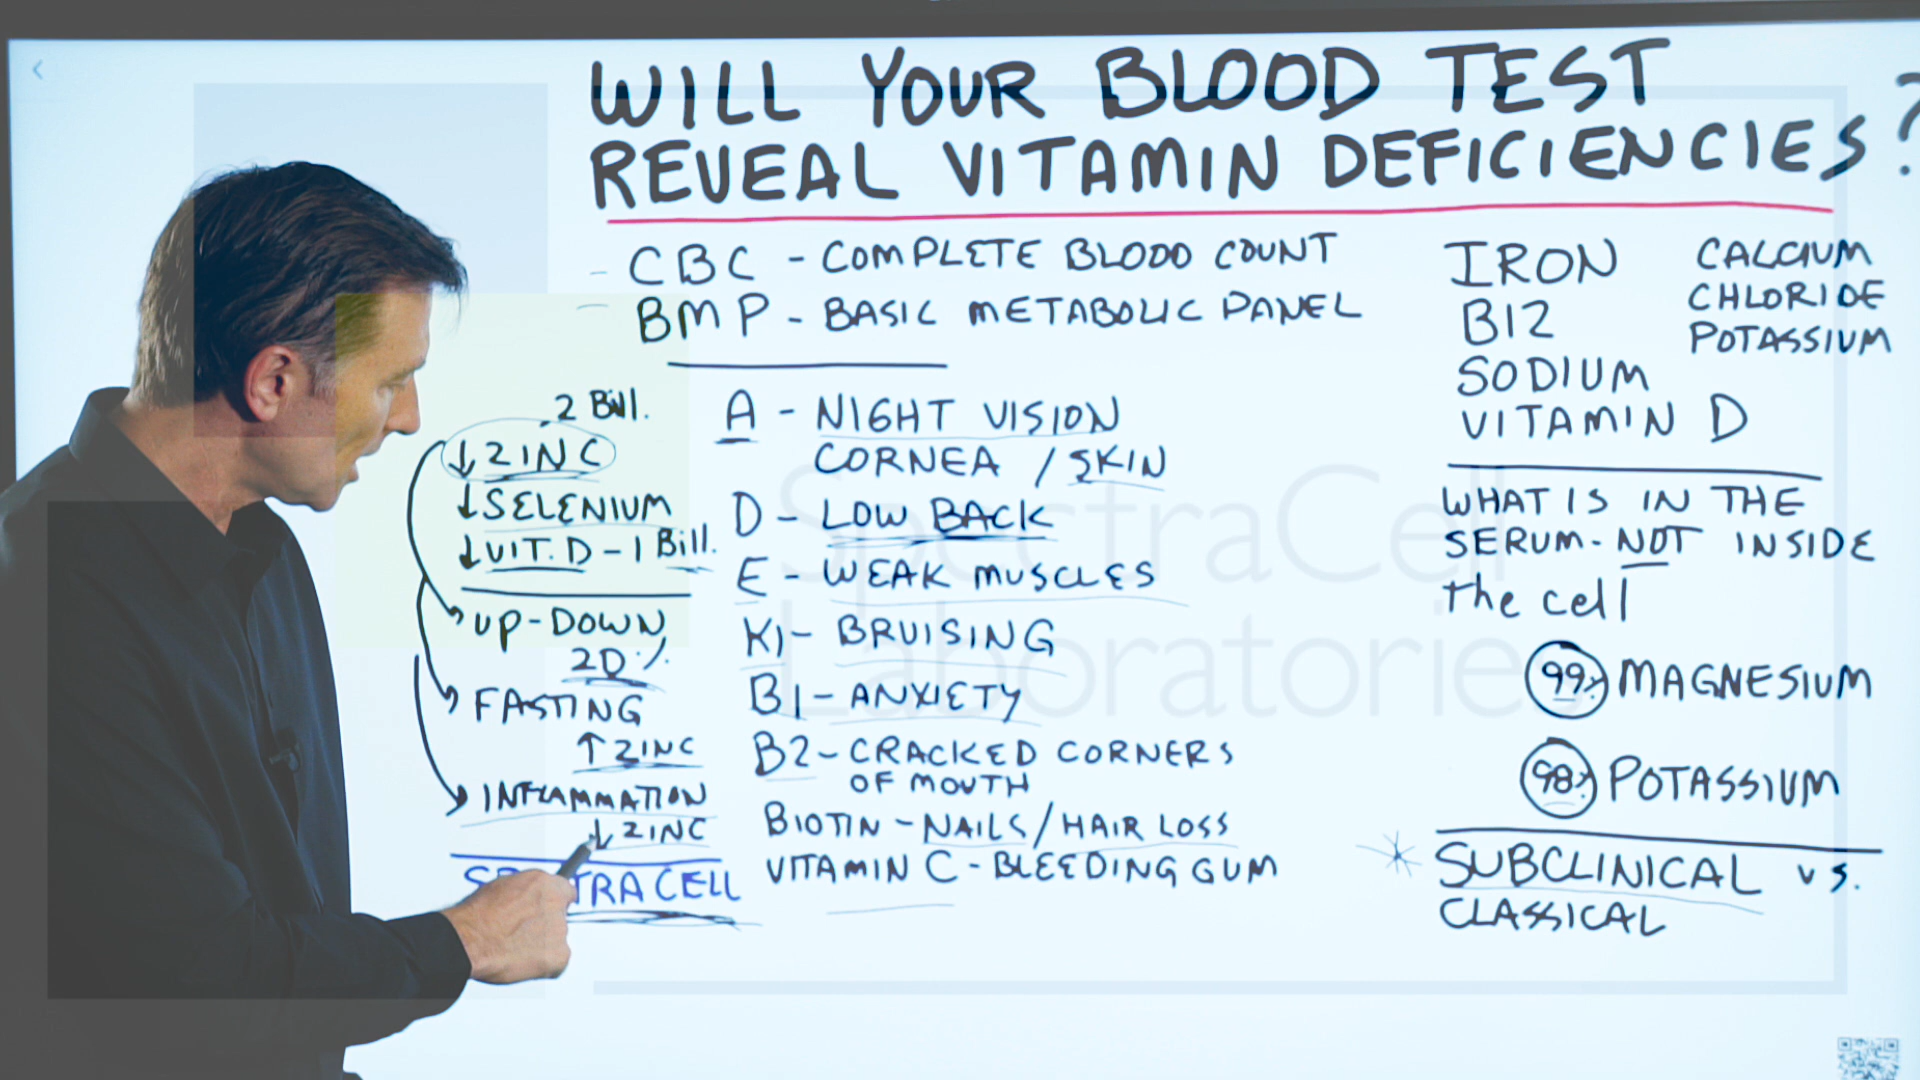 WILL YOUR BLOOD TEST
REVEAL VITAMIN DEFICIENCIES?
- CBC - COMPLETE BLOOD COUNT
- BMP - BASIC METABOLIC PANEL
2 Bill.
↓ ZINC
↓ SELENIUM
↓ VIT. D - 1 Bill.
UP-DOWN
20%
FASTING
↑ ZINC
INFLAMMATION
↓ ZINC
SPECTRA CELL
A - NIGHT VISION
CORNEA / SKIN
D - LOW BACK
E - WEAK MUSCLES
K1 - BRUISING
B1 - ANXIETY
B2 - CRACKED CORNERS
OF MOUTH
BIOTIN - NAILS / HAIR LOSS
VITAMIN C - BLEEDING GUM
IRON
B12
SODIUM
VITAMIN D
CALCIUM
CHLORIDE
POTASSIUM
WHAT IS IN THE
SERUM - NOT INSIDE
the cell
99% MAGNESIUM
98% POTASSIUM
* SUBCLINICAL vs.
CLASSICAL
SpectraCell
Laboratories